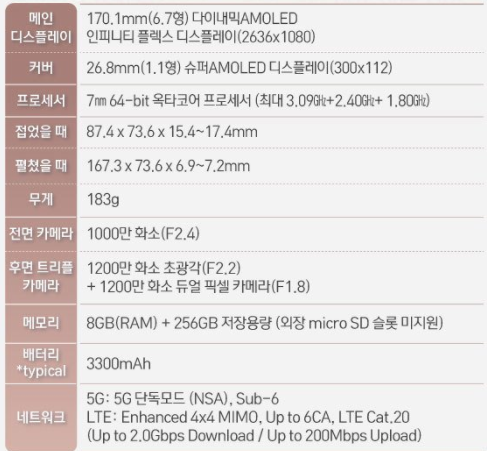 메인
디스플레이
170.1mm(6.7형) 다이내믹AMOLED
인피니티 플렉스 디스플레이(2636x1080)
커버
26.8mm(1.1형) 슈퍼AMOLED 디스플레이(300x112)
프로세서
7㎚ 64-bit 옥타코어 프로세서 (최대 3.09㎓+2.40㎓+ 1.80㎓)
접었을 때
87.4 x 73.6 x 15.4~17.4mm
펼쳤을 때
167.3 x 73.6 x 6.9~7.2mm
무게
183g
전면 카메라
1000만 화소(F2.4)
후면 트리플
카메라
1200만 화소 초광각(F2.2)
+ 1200만 화소 듀얼 픽셀 카메라(F1.8)
메모리
8GB(RAM) + 256GB 저장용량 (외장 micro SD 슬롯 미지원)
배터리
*typical
3300mAh
네트워크
5G: 5G 단독모드 (NSA), Sub-6
LTE: Enhanced 4x4 MIMO, Up to 6CA, LTE Cat.20
(Up to 2.0Gbps Download / Up to 200Mbps Upload)